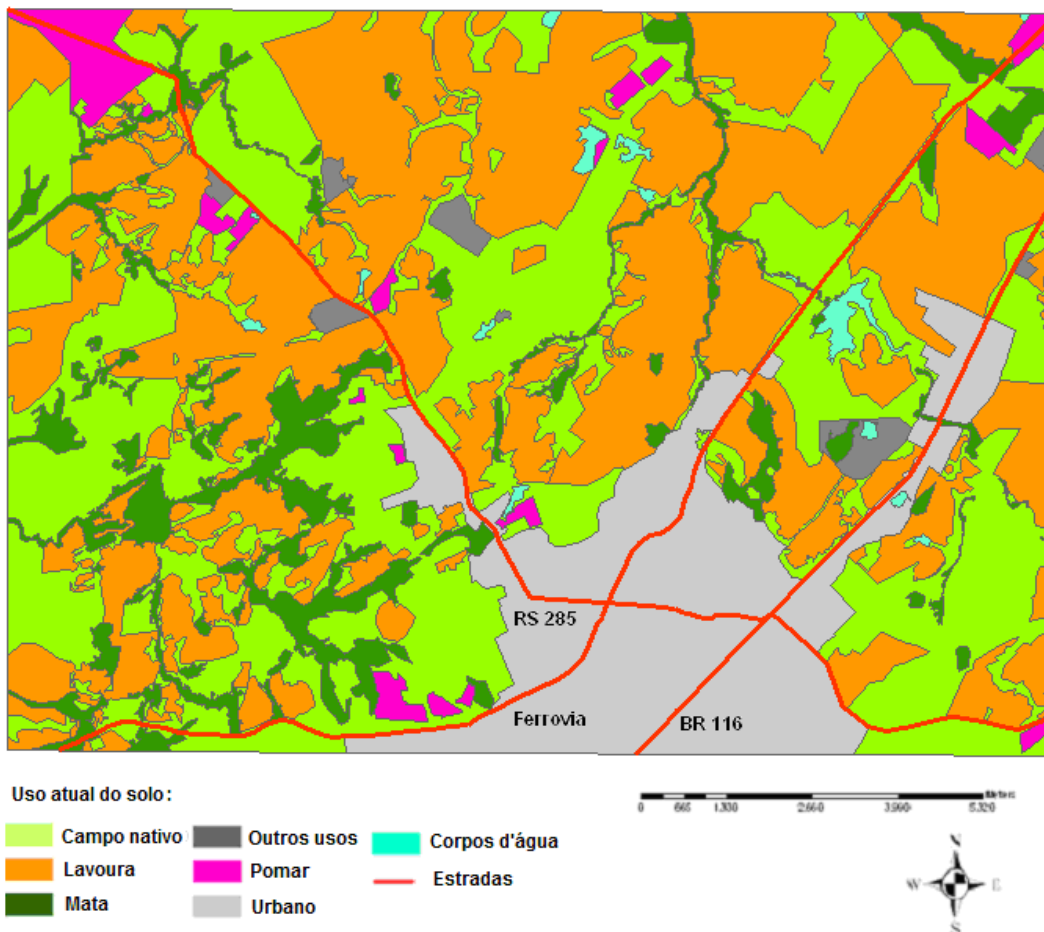 RS 285
Ferrovia
BR 116
Uso atual do solo:
Campo nativo
Outros usos
Corpos d'água
Lavoura
Pomar
Estradas
Mata
Urbano
0 665 1.330 2.660 3.990 5.320
N
W E
S